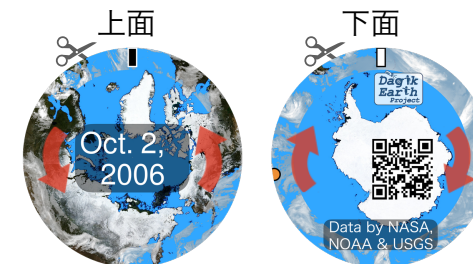 上面
下面
Oct. 2,
2006
Dagik
Earth
Project
Data by NASA,
NOAA & USGS